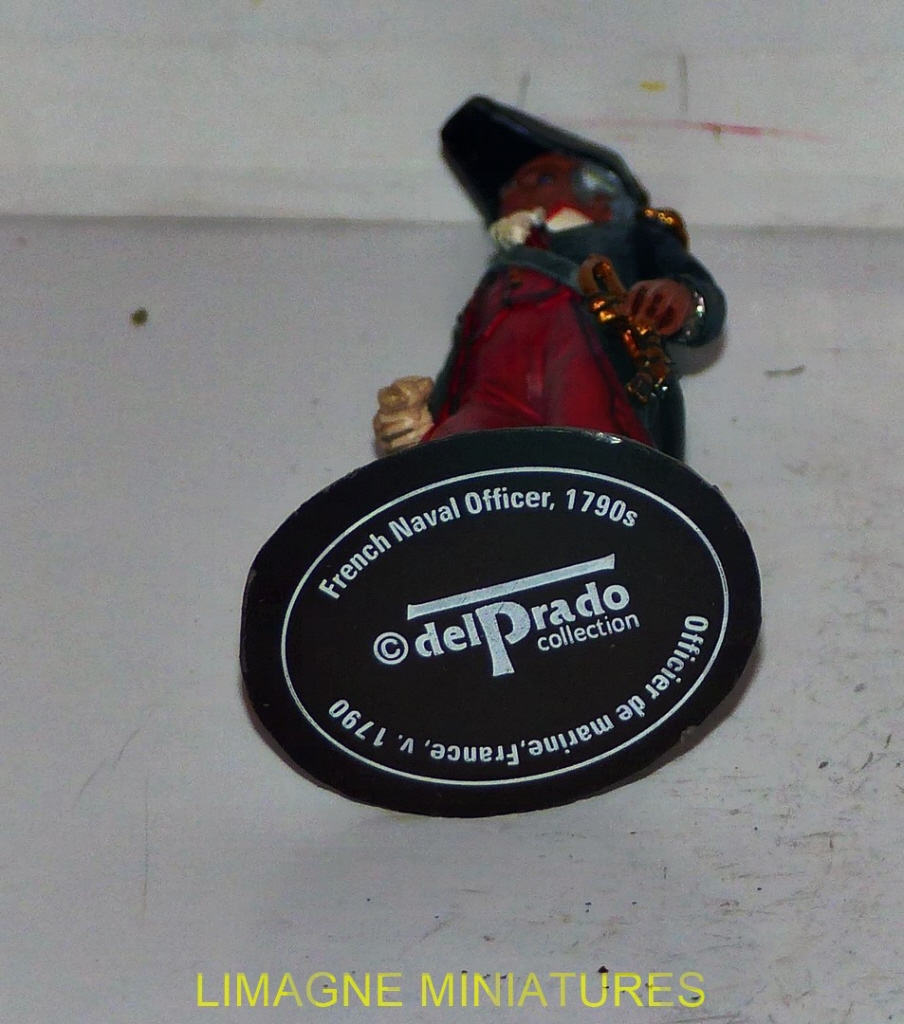 French Naval Officer, 1790s
© delPrado
collection
Officier de marine,France, v. 1790
LIMAGNE MINIATURES